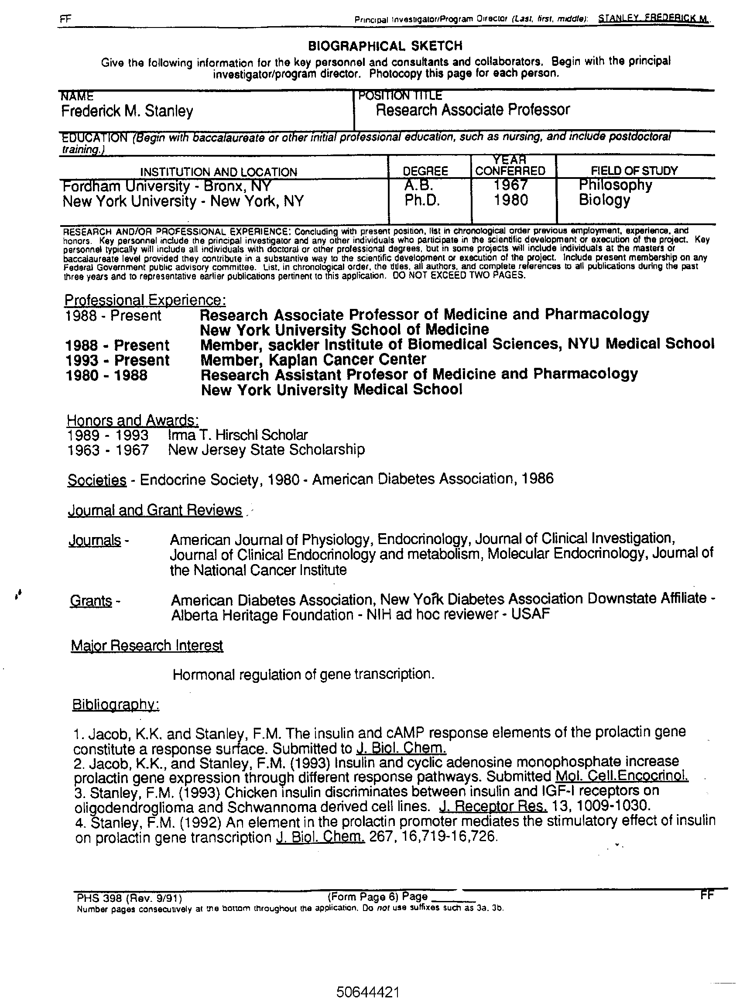 FF
Principal Investigator/Program Director (Last, first, middle): STANLEY, FREDERICK M.
BIOGRAPHICAL SKETCH
Give the following information for the key personnel and consultants and collaborators. Begin with the principal
investigator/program director. Photocopy this page for each person.
NAME
POSITION TITLE
Frederick M. Stanley
Research Associate Professor
EDUCATION (Begin with baccalaureate or other initial professional education, such as nursing, and include postdoctoral
training.)
INSTITUTION AND LOCATION
DEGREE
YEAR
CONFERRED
FIELD OF STUDY
Fordham University - Bronx, NY
A.B.
1967
Philosophy
New York University - New York, NY
Ph.D.
1980
Biology
RESEARCH AND/OR PROFESSIONAL EXPERIENCE: Concluding with present position, list in chronological order previous employment, experience, and
honors. Key personnel include the principal investigator and any other individuals who participate in the scientific development or execution of the project. Key
personnel typically will include all individuals with doctoral or other professional degrees, but in some projects will include individuals at the masters or
baccalaureate level provided they contribute in a substantive way to the scientific development or execution of the project. Include present membership on any
Federal Government public advisory committee. List, in chronological order, the titles, all authors, and complete references to all publications during the past
three years and to representative earlier publications pertinent to this application. DO NOT EXCEED TWO PAGES.
Professional Experience:
1988 - Present Research Associate Professor of Medicine and Pharmacology
New York University School of Medicine
1988 - Present Member, sackler Institute of Biomedical Sciences, NYU Medical School
1993 - Present Member, Kaplan Cancer Center
1980 - 1988 Research Assistant Profesor of Medicine and Pharmacology
New York University Medical School
Honors and Awards:
1989 - 1993 Irma T. Hirschl Scholar
1963 - 1967 New Jersey State Scholarship
Societies - Endocrine Society, 1980 - American Diabetes Association, 1986
Journal and Grant Reviews -
Journals - American Journal of Physiology, Endocrinology, Journal of Clinical Investigation,
Journal of Clinical Endocrinology and metabolism, Molecular Endocrinology, Journal of
the National Cancer Institute
Grants - American Diabetes Association, New York Diabetes Association Downstate Affiliate -
Alberta Heritage Foundation - NIH ad hoc reviewer - USAF
Major Research Interest
Hormonal regulation of gene transcription.
Bibliography:
1. Jacob, K.K. and Stanley, F.M. The insulin and cAMP response elements of the prolactin gene
constitute a response surface. Submitted to J. Biol. Chem.
2. Jacob, K.K., and Stanley, F.M. (1993) Insulin and cyclic adenosine monophosphate increase
prolactin gene expression through different response pathways. Submitted Mol. Cell.Encocrinol.
3. Stanley, F.M. (1993) Chicken insulin discriminates between insulin and IGF-I receptors on
oligodendroglioma and Schwannoma derived cell lines. J. Receptor Res. 13, 1009-1030.
4. Stanley, F.M. (1992) An element in the prolactin promoter mediates the stimulatory effect of insulin
on prolactin gene transcription J. Biol. Chem. 267, 16,719-16,726.
PHS 398 (Rev. 9/91)
(Form Page 6) Page
FF
Number pages consecutively at the bottom throughout the application. Do not use suffixes such as 3a, 3b.
50644421